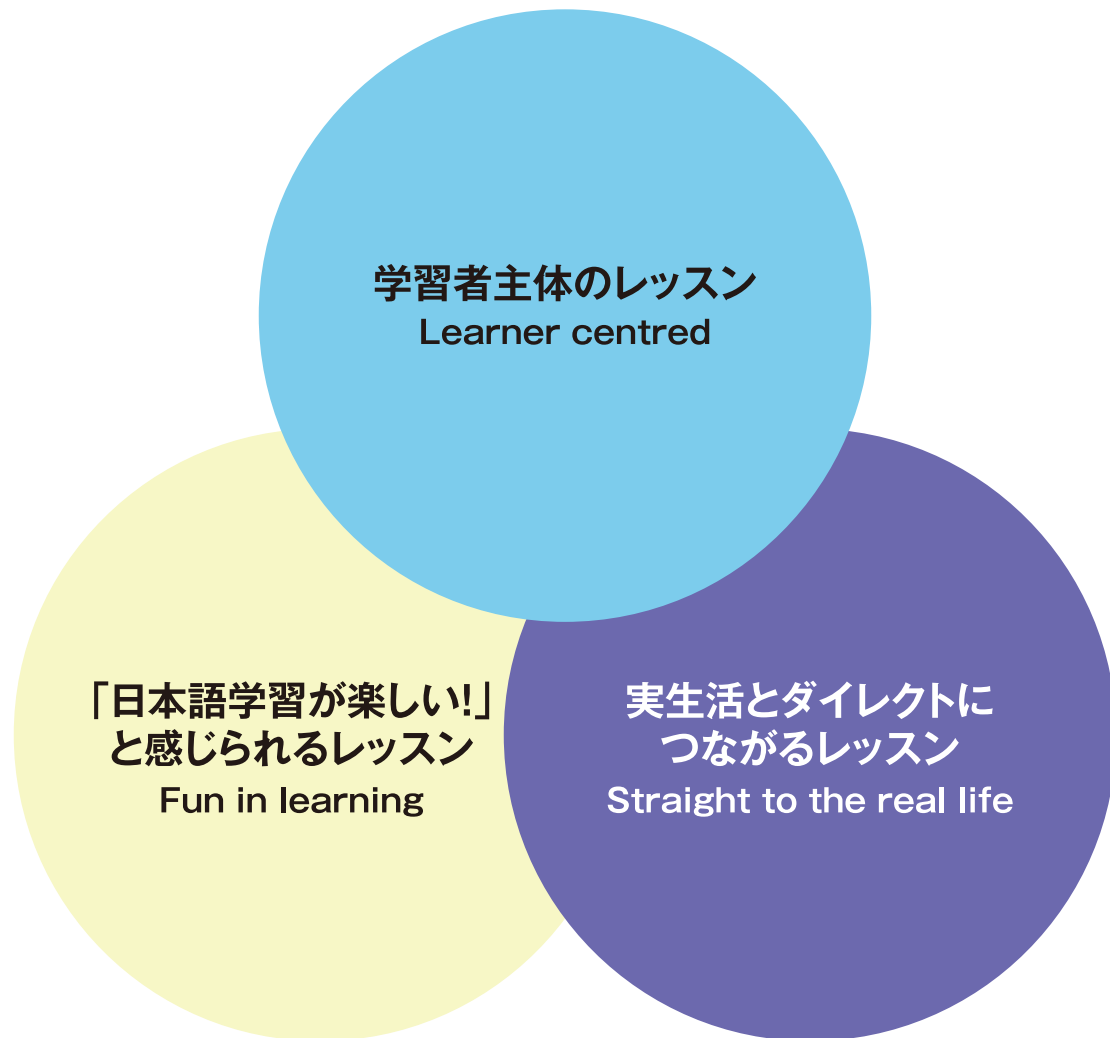 学習者主体のレッスン
Learner centred
「日本語学習が楽しい!」
と感じられるレッスン
Fun in learning
実生活とダイレクトに
つながるレッスン
Straight to the real life